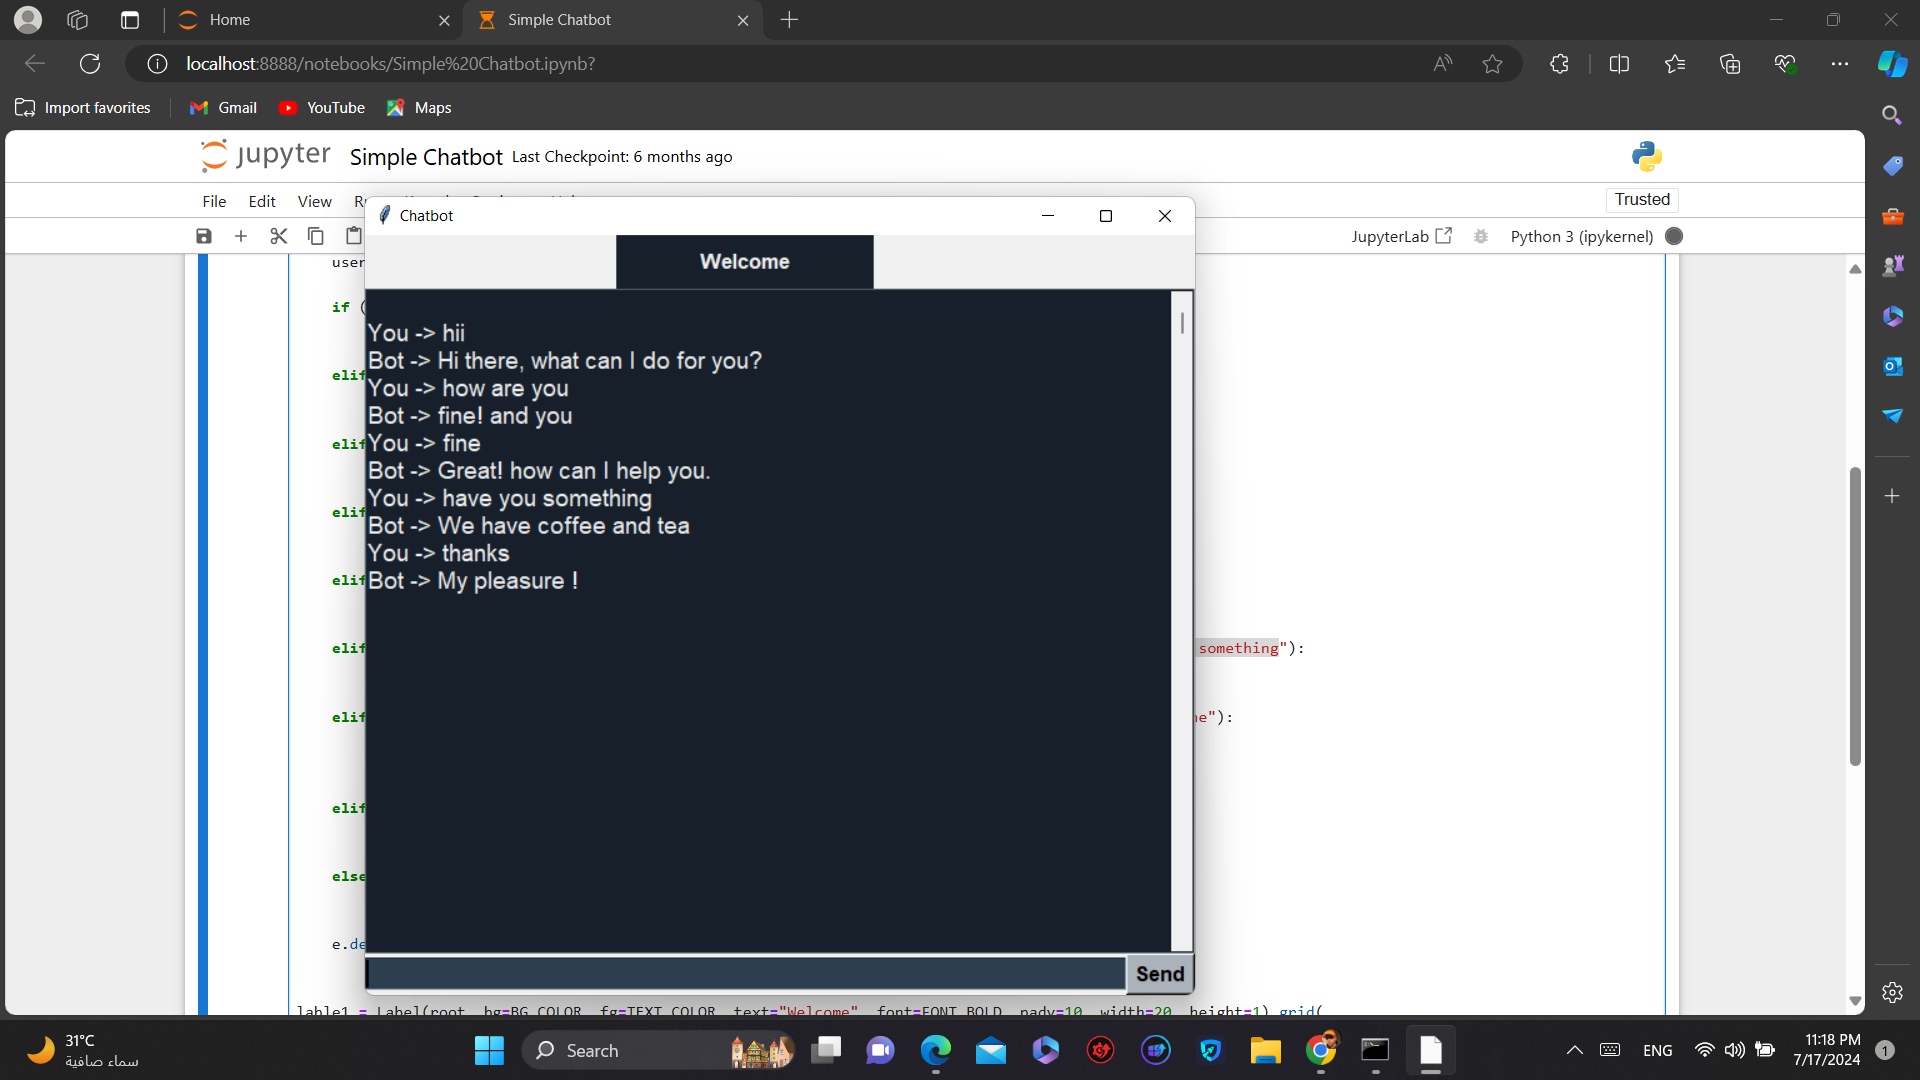 Home
Simple Chatbot
localhost:8888/notebooks/Simple%20Chatbot.ipynb?
Import favorites
Gmail
YouTube
Maps
jupyter
Simple Chatbot
Last Checkpoint: 6 months ago
File
Edit
View
Trusted
JupyterLab
Python 3 (ipykernel)
Chatbot
Welcome
You -> hii
Bot -> Hi there, what can I do for you?
You -> how are you
Bot -> fine! and you
You -> fine
Bot -> Great! how can I help you.
You -> have you something
Bot -> We have coffee and tea
You -> thanks
Bot -> My pleasure !
Send
user
if (
elif
elif
elif
elif
elif
something"):
elif
ne"):
elif
else
e.de
lable1 = Label(root, bg=BG_COLOR, fg=TEXT_COLOR, text="Welcome", font=FONT_BOLD, pady=10, width=20, height=1).grid(
31°C
سماء صافية
Search
ENG
11:18 PM
7/17/2024
1